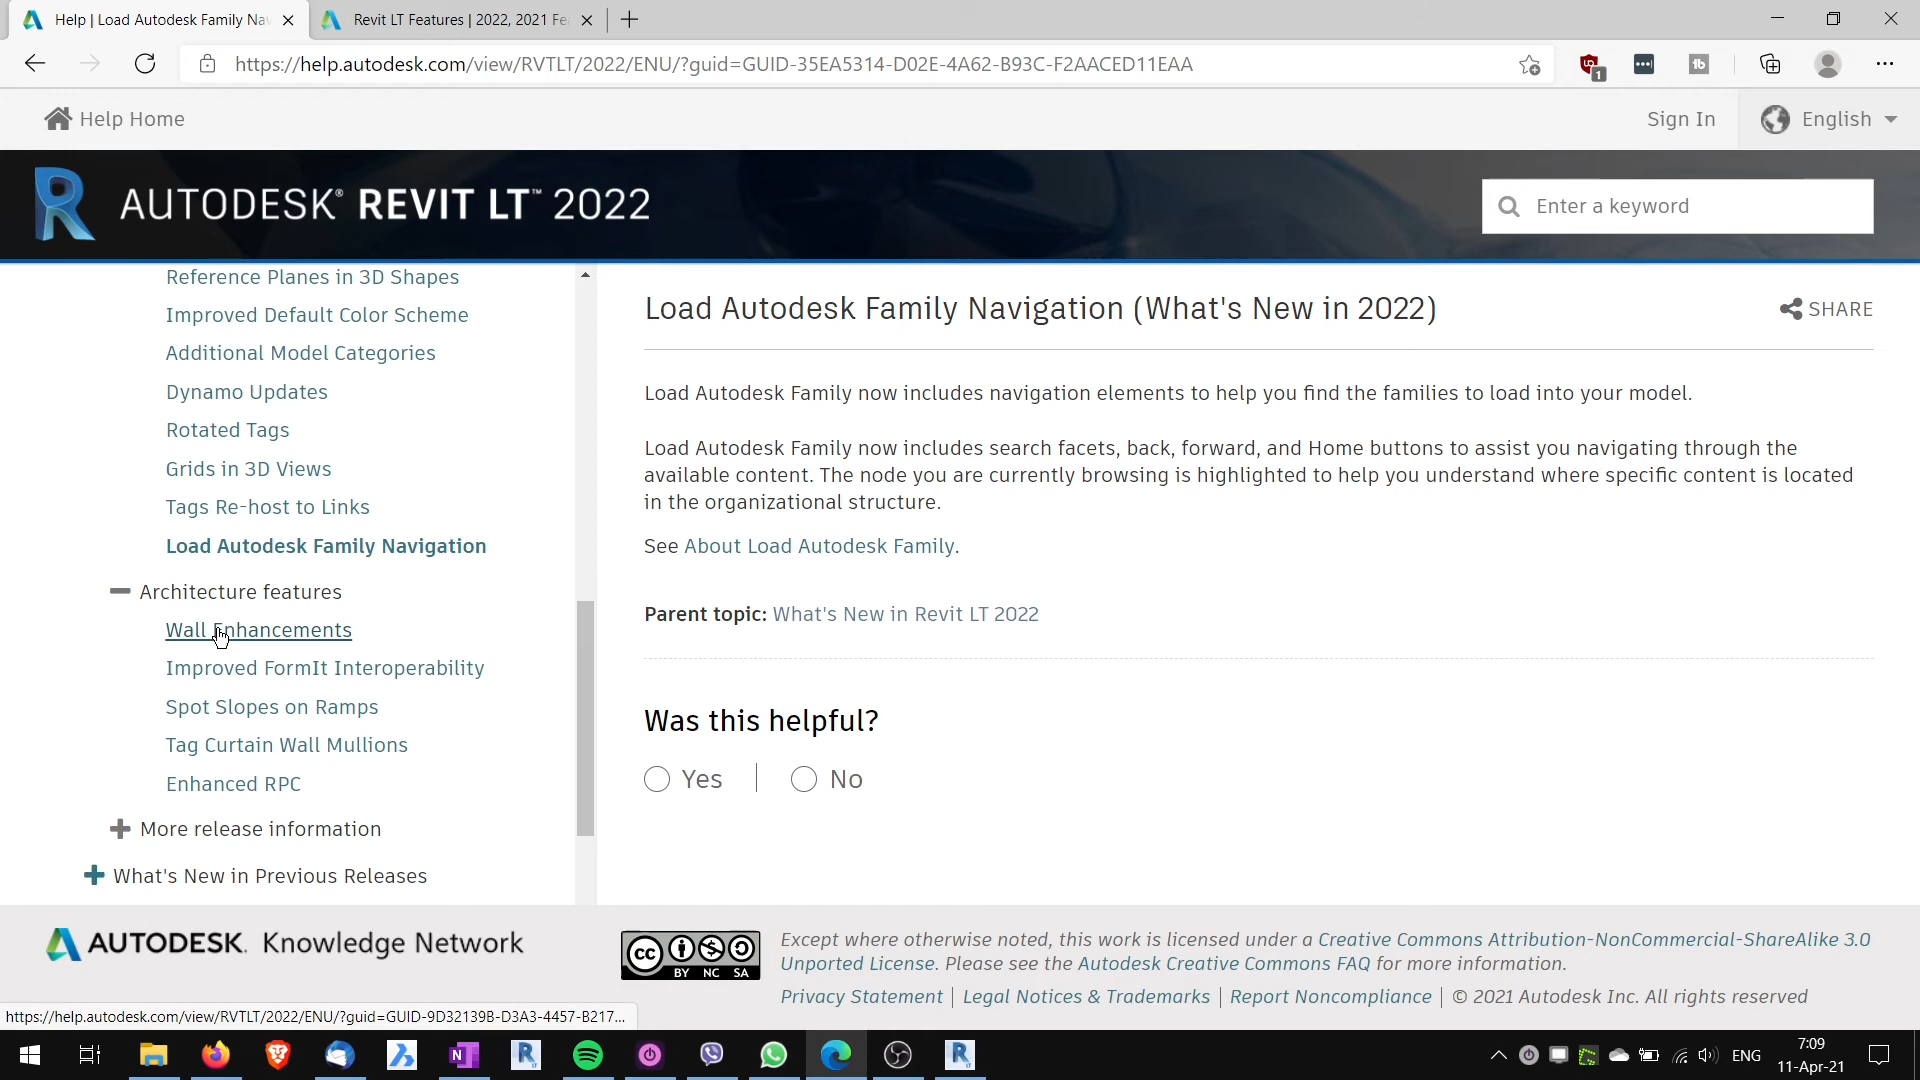 Help | Load Autodesk Family Na
Revit LT Features | 2022, 2021 Fe
https://help.autodesk.com/view/RVTLT/2022/ENU/?guid=GUID-35EA5314-D02E-4A62-B93C-F2AACED11EAA
1
Help Home
Sign In
English
AUTODESK® REVIT LT™ 2022
Enter a keyword
Reference Planes in 3D Shapes
Improved Default Color Scheme
Additional Model Categories
Dynamo Updates
Rotated Tags
Grids in 3D Views
Tags Re-host to Links
Load Autodesk Family Navigation
Architecture features
Wall Enhancements
Improved FormIt Interoperability
Spot Slopes on Ramps
Tag Curtain Wall Mullions
Enhanced RPC
More release information
What's New in Previous Releases
Load Autodesk Family Navigation (What's New in 2022)
SHARE
Load Autodesk Family now includes navigation elements to help you find the families to load into your model.
Load Autodesk Family now includes search facets, back, forward, and Home buttons to assist you navigating through the
available content. The node you are currently browsing is highlighted to help you understand where specific content is located
in the organizational structure.
See About Load Autodesk Family.
Parent topic: What's New in Revit LT 2022
Was this helpful?
Yes | No
AUTODESK. Knowledge Network
CC BY NC SA
Except where otherwise noted, this work is licensed under a Creative Commons Attribution-NonCommercial-ShareAlike 3.0
Unported License. Please see the Autodesk Creative Commons FAQ for more information.
Privacy Statement | Legal Notices & Trademarks | Report Noncompliance | © 2021 Autodesk Inc. All rights reserved
https://help.autodesk.com/view/RVTLT/2022/ENU/?guid=GUID-9D32139B-D3A3-4457-B217...
ENG
7:09
11-Apr-21